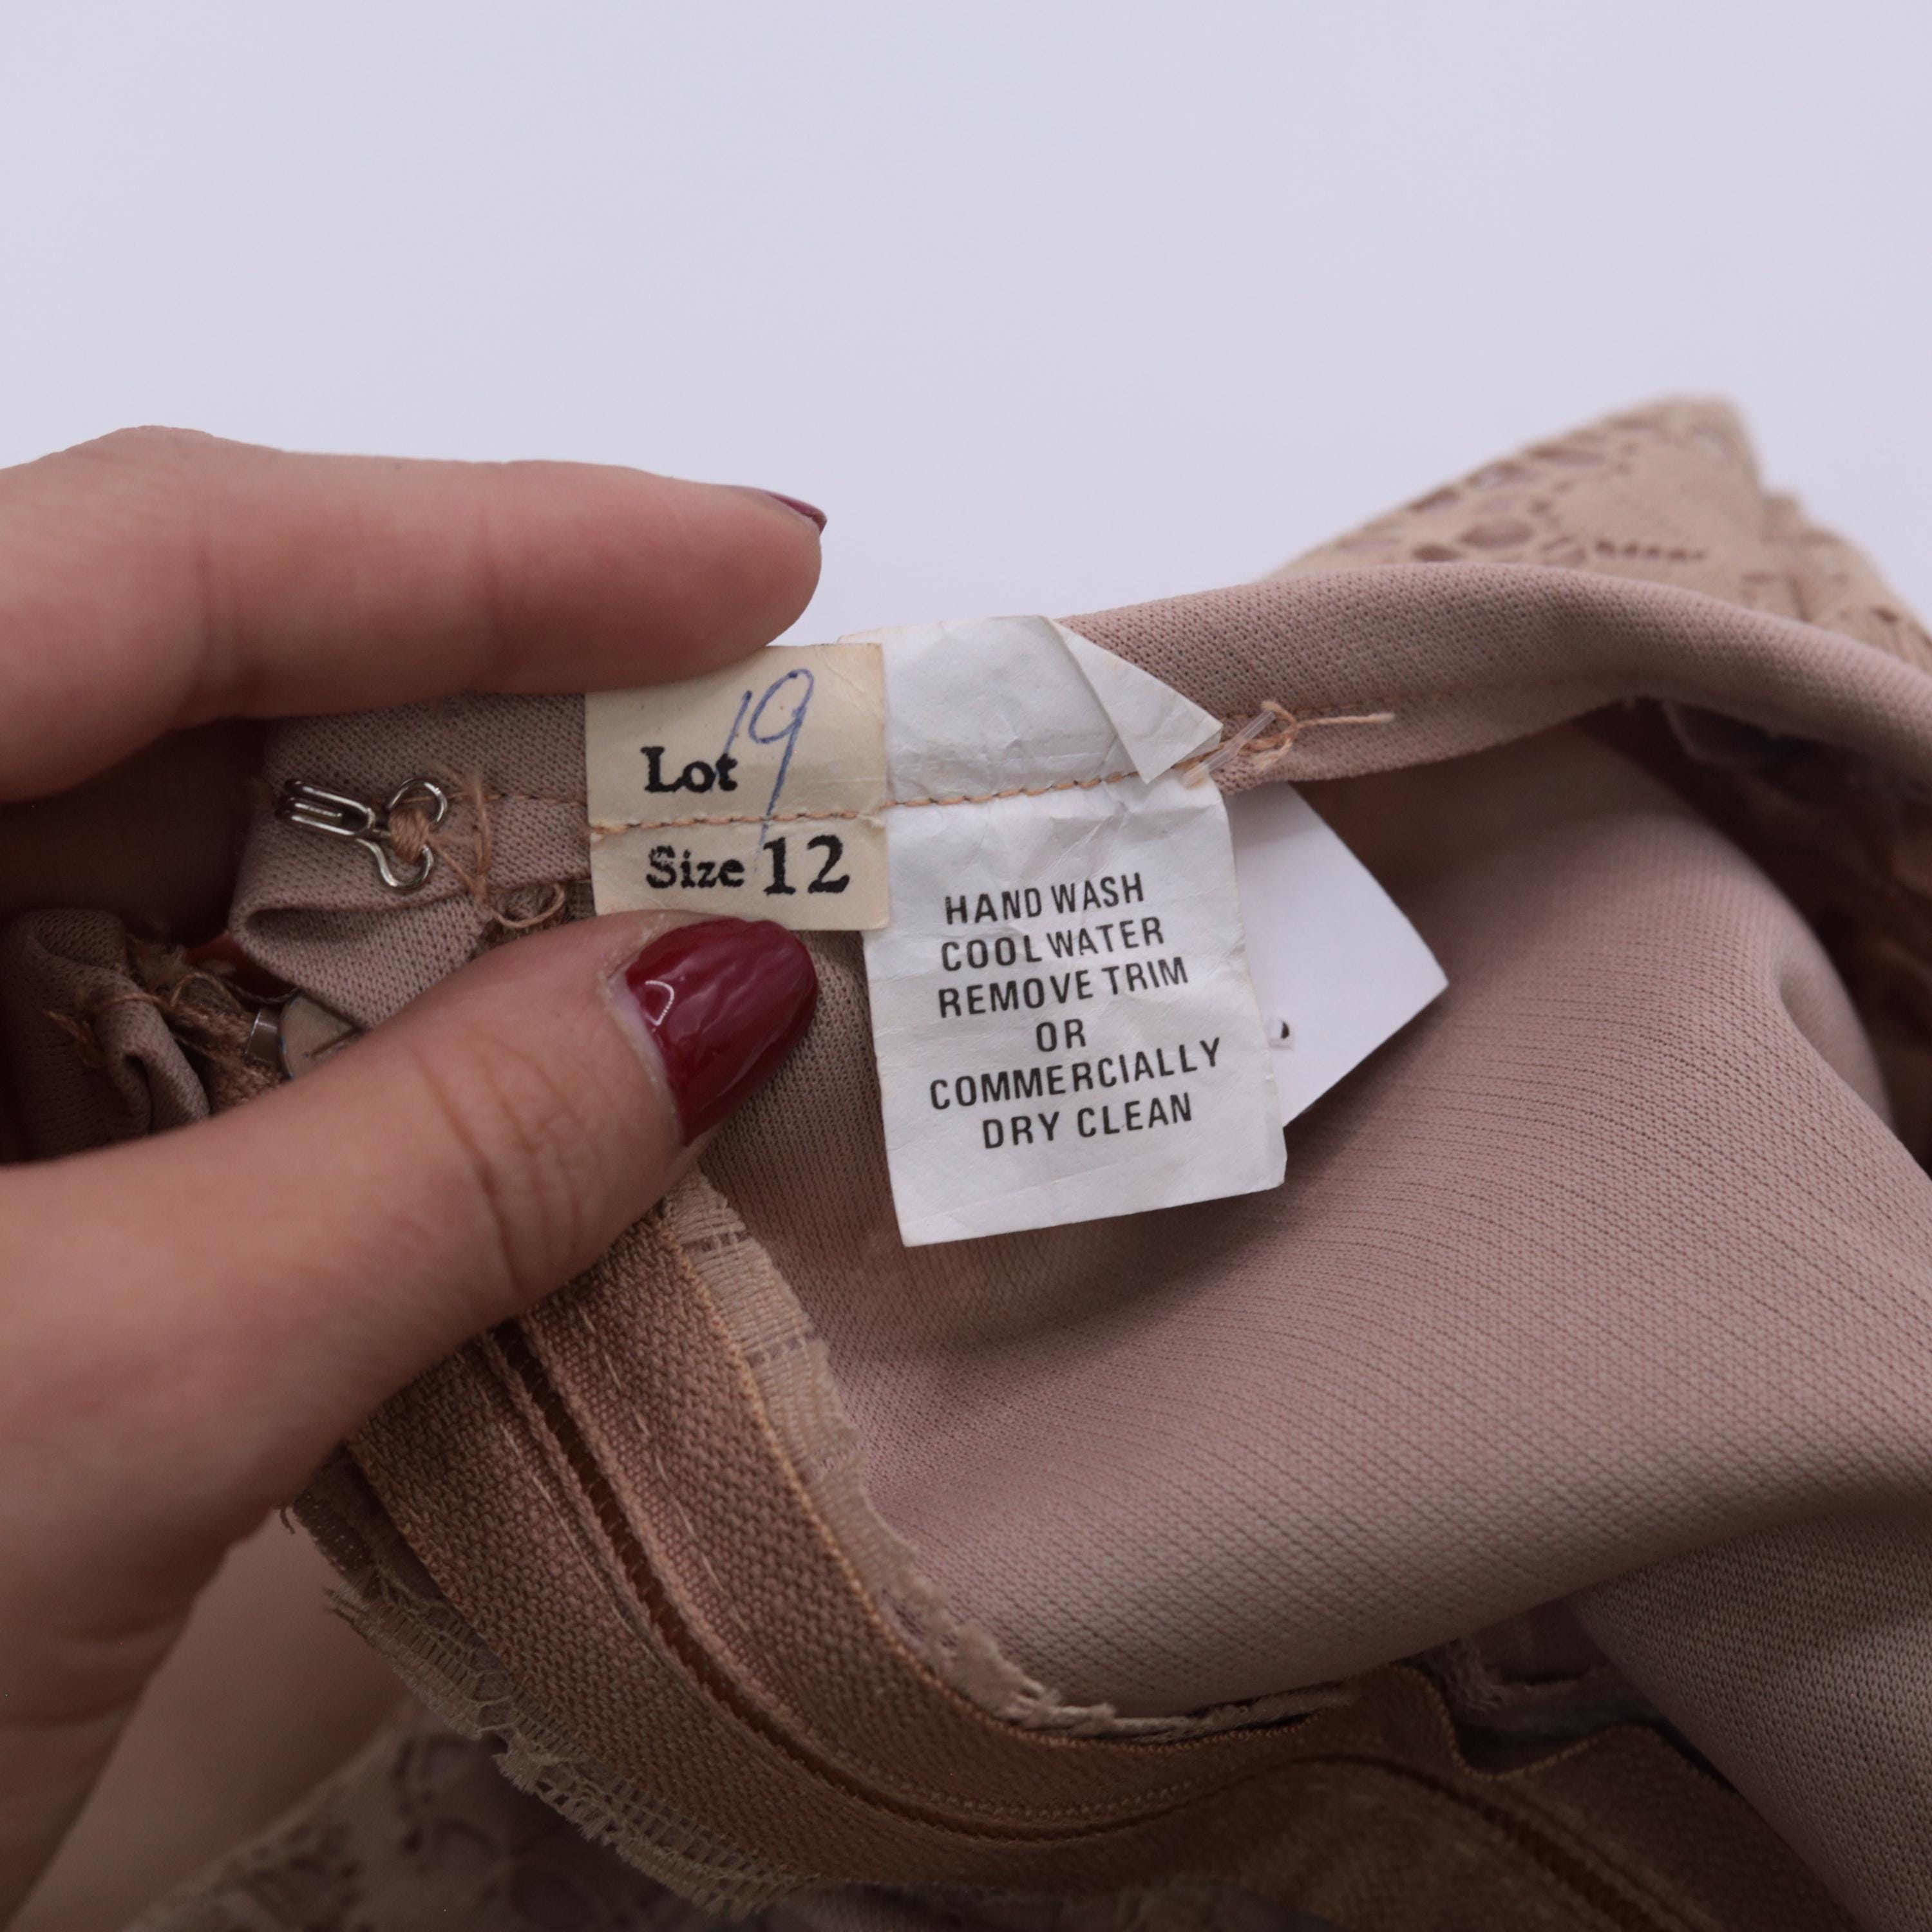 Lot 19
Size 12
HAND WASH
COOL WATER
REMOVE TRIM
OR
COMMERCIALLY
DRY CLEAN